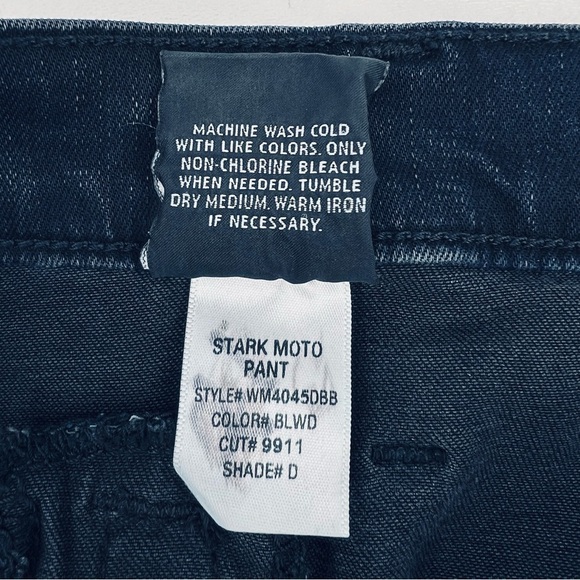 MACHINE WASH COLD
WITH LIKE COLORS. ONLY
NON-CHLORINE BLEACH
WHEN NEEDED. TUMBLE
DRY MEDIUM. WARM IRON
IF NECESSARY.
STARK MOTO
PANT
STYLE# WM4045DBB
COLOR# BLWD
CUT# 9911
SHADE# D